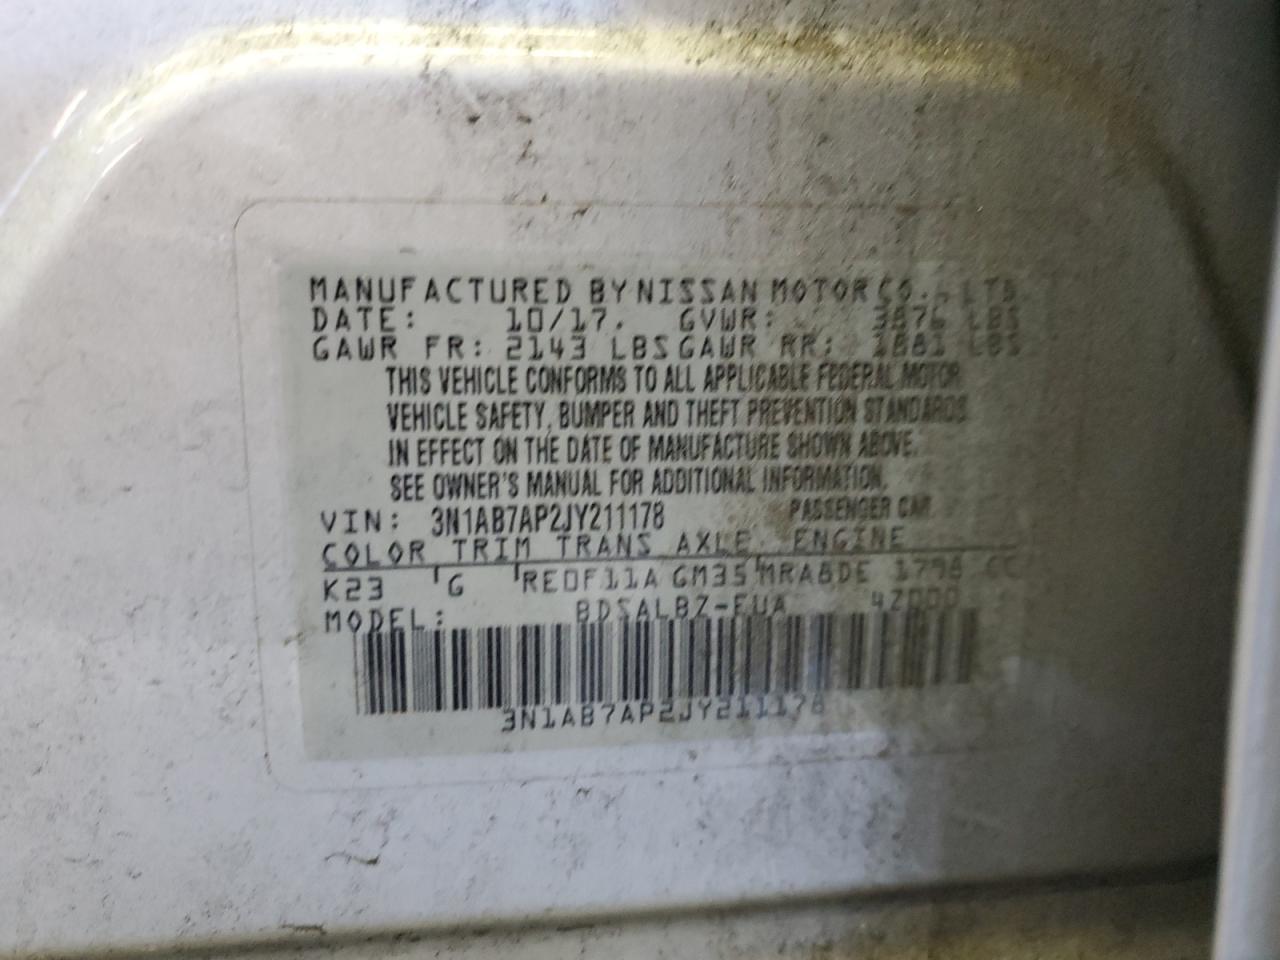 MANUFACTURED BY NISSAN MOTOR CO., LTD.
DATE: 10/17. GVWR: 3876 LBS
GAWR FR: 2143 LBS GAWR RR: 1881 LBS
THIS VEHICLE CONFORMS TO ALL APPLICABLE FEDERAL MOTOR
VEHICLE SAFETY, BUMPER AND THEFT PREVENTION STANDARDS
IN EFFECT ON THE DATE OF MANUFACTURE SHOWN ABOVE.
SEE OWNER'S MANUAL FOR ADDITIONAL INFORMATION.
VIN: 3N1AB7AP2JY211178 PASSENGER CAR
COLOR TRIM TRANS AXLE ENGINE
K23 G RE0F11A GM35 MRA8DE 1798 CC
MODEL: BDSALBZ-EUA 4Z000
3N1AB7AP2JY211178